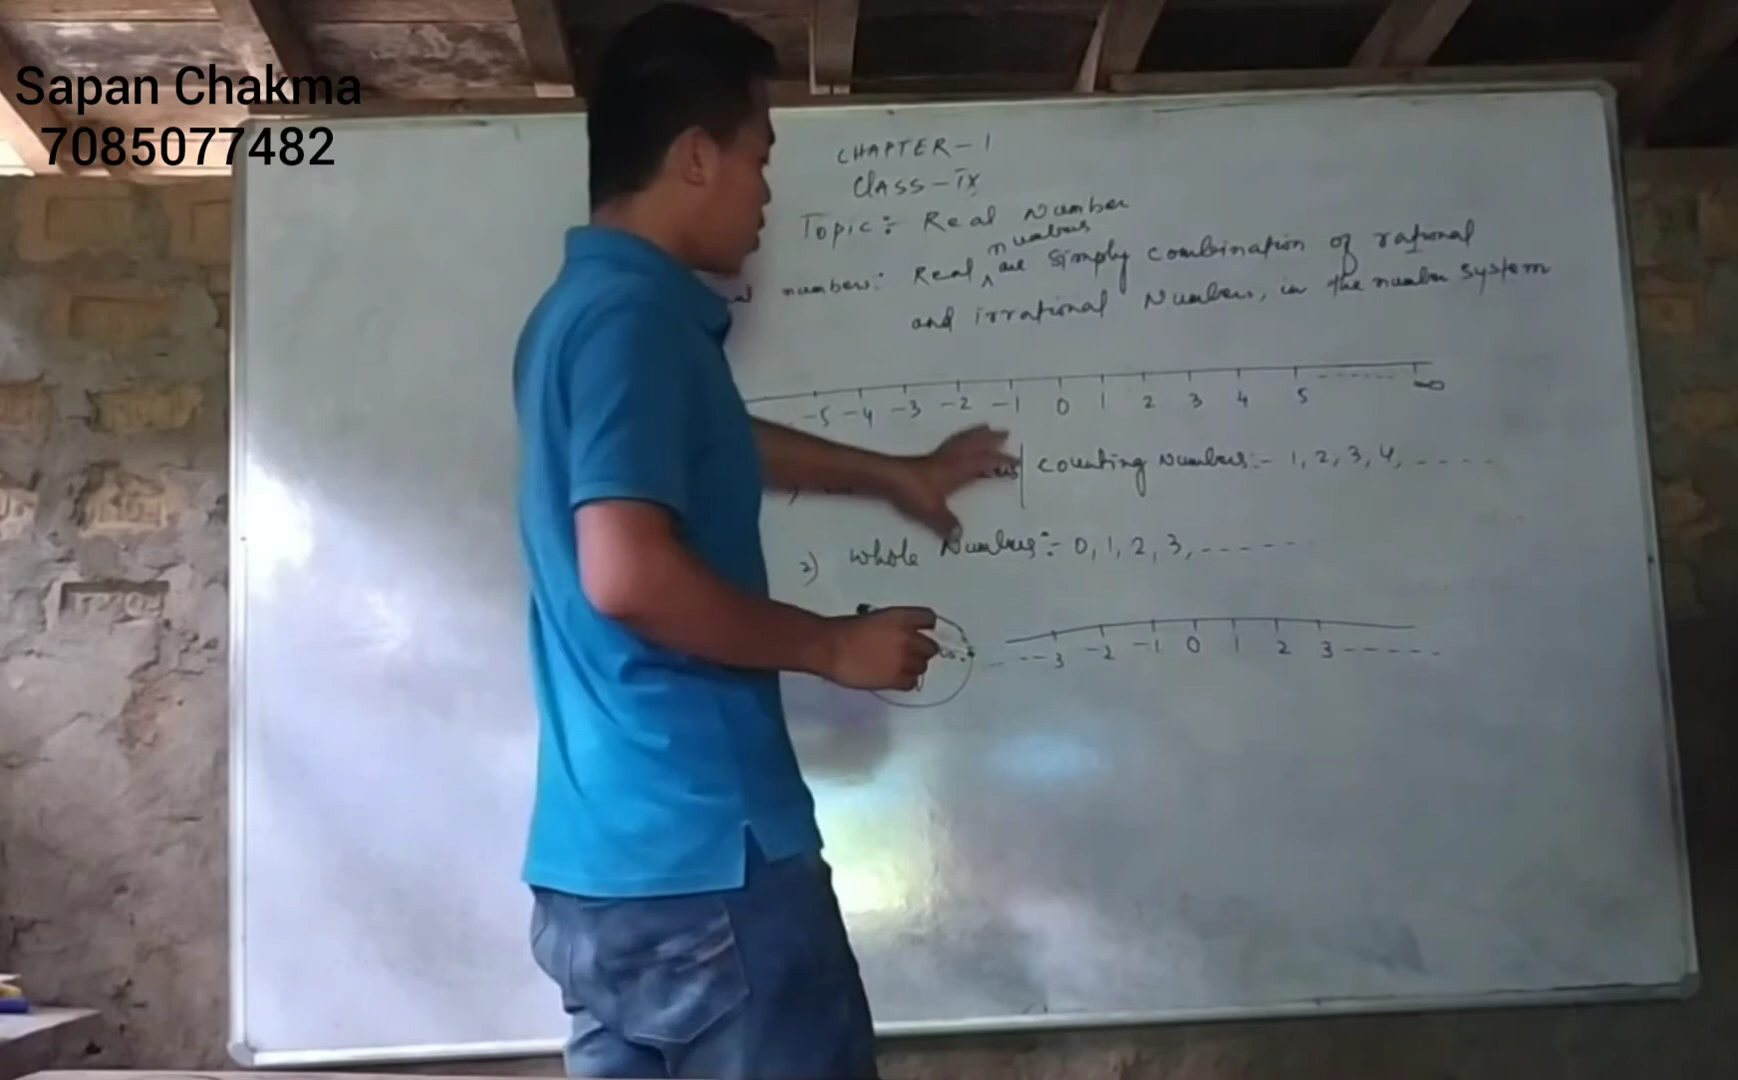 Sapan Chakma
7085077482
CHAPTER - 1
CLASS - IX
Topic :- Real Number
numbers
numbers: Real ^ are simply combination of rational
and irrational Numbers, in the number system
-5 -4 -3 -2 -1 0 1 2 3 4 5 ------- ∞
Counting Numbers:- 1, 2, 3, 4, ----
2) Whole Numbers:- 0, 1, 2, 3, ------
---3 -2 -1 0 1 2 3 -----